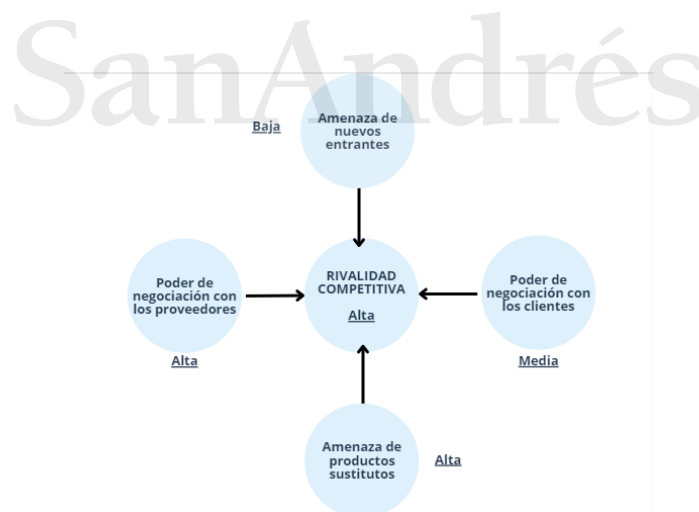 SanAndrés
Baja
Amenaza de
nuevos
entrantes
Poder de
negociación con
los proveedores
Alta
RIVALIDAD
COMPETITIVA
Alta
Poder de
negociación con
los clientes
Media
Amenaza de
productos
sustitutos
Alta